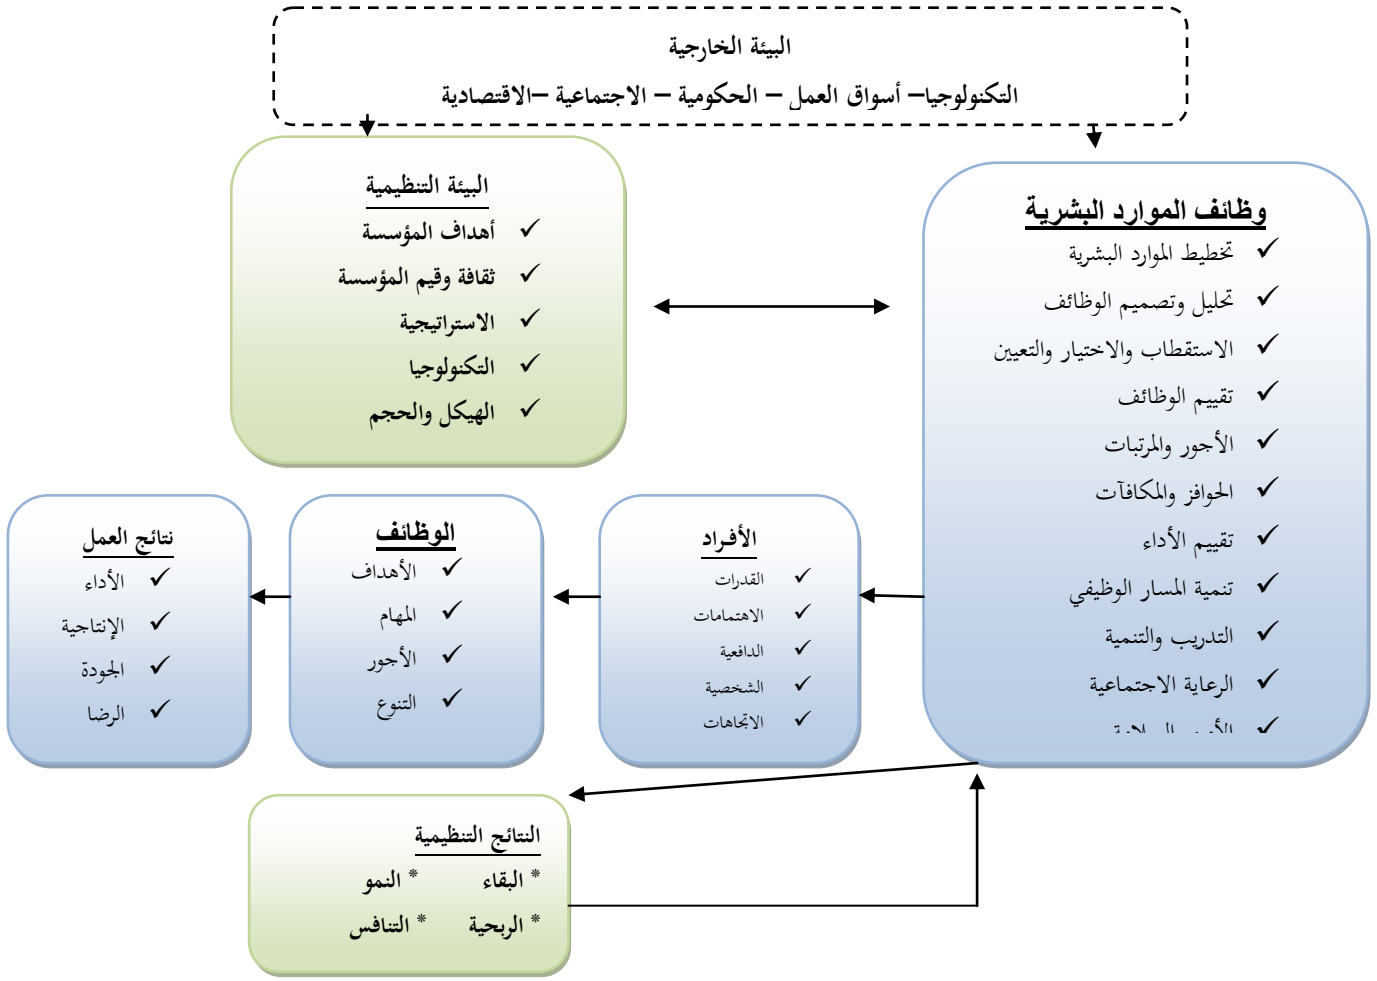 البيئة الخارجية
التكنولوجيا– أسواق العمل – الحكومية – الاجتماعية –الاقتصادية
وظائف الموارد البشرية
✓ تخطيط الموارد البشرية
✓ تحليل وتصميم الوظائف
✓ الاستقطاب والاختيار والتعيين
✓ تقييم الوظائف
✓ الأجور والمرتبات
✓ الحوافز والمكافآت
✓ تقييم الأداء
✓ تنمية المسار الوظيفي
✓ التدريب والتنمية
✓ الرعاية الاجتماعية
البيئة التنظيمية
✓ أهداف المؤسسة
✓ ثقافة وقيم المؤسسة
✓ الاستراتيجية
✓ التكنولوجيا
✓ الهيكل والحجم
الأفراد
✓ القدرات
✓ الاهتمامات
✓ الدافعية
✓ الشخصية
✓ الاتجاهات
الوظائف
✓ الأهداف
✓ المهام
✓ الأجور
✓ التنوع
نتائج العمل
✓ الأداء
✓ الإنتاجية
✓ الجودة
✓ الرضا
النتائج التنظيمية
* البقاء * النمو
* الربحية * التنافس